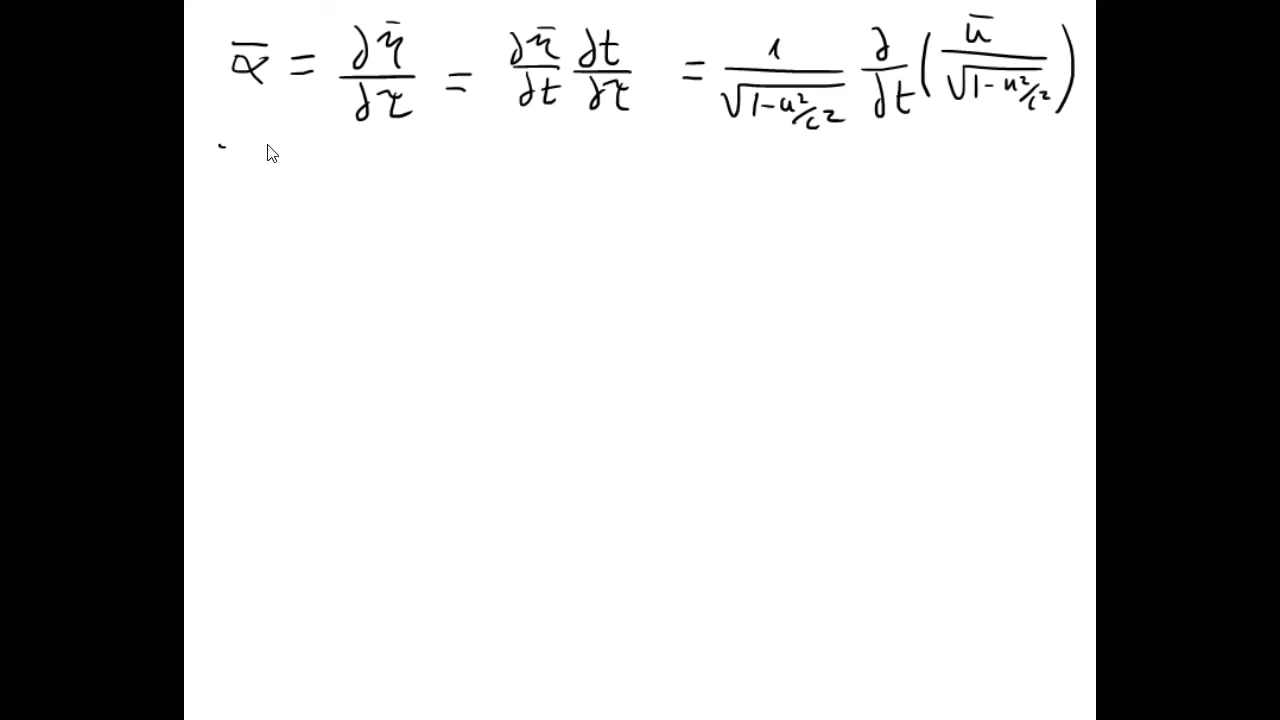 ᾱ = ∂η̄/∂τ = ∂η̄/∂t ∂t/∂τ = 1/√(1-u²/c²) ∂/∂t (ū/√(1-u²/c²))